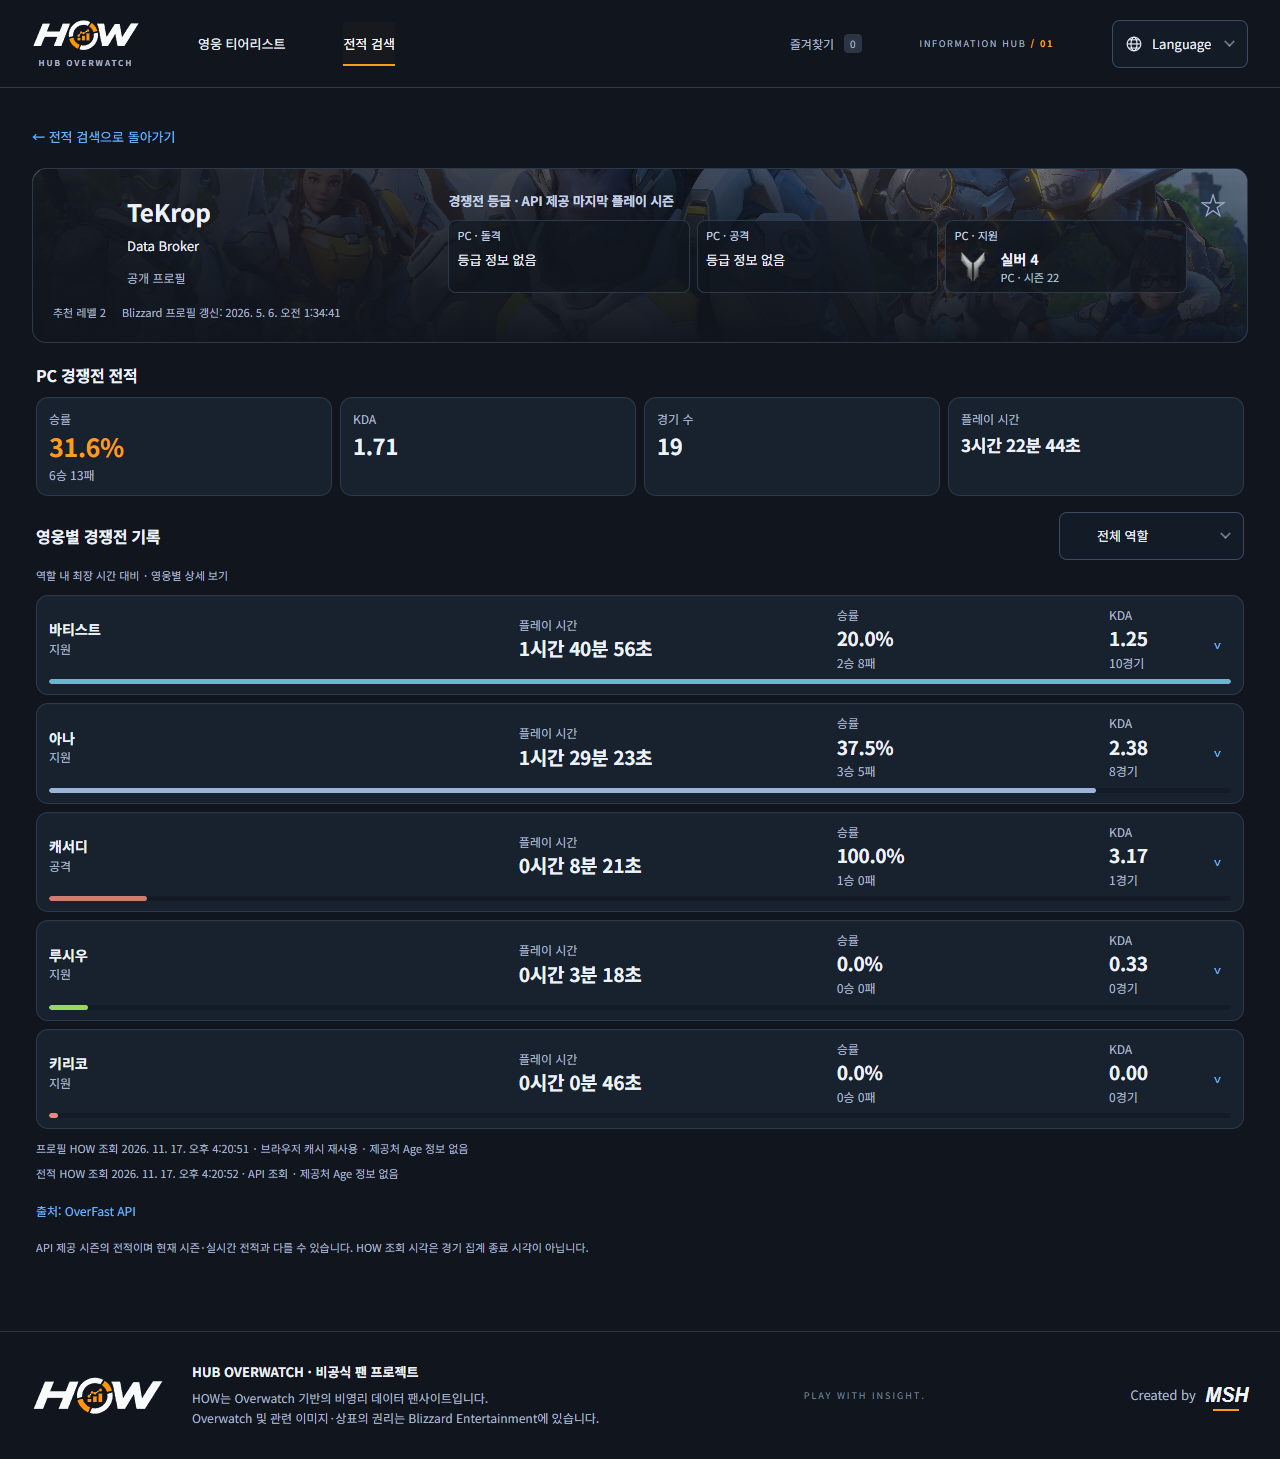 HOW
HUB OVERWATCH
영웅 티어리스트
전적 검색
즐겨찾기 0
INFORMATION HUB / 01
Language
← 전적 검색으로 돌아가기
TeKrop
Data Broker
공개 프로필
추천 레벨 2 Blizzard 프로필 갱신: 2026. 5. 6. 오전 1:34:41
경쟁전 등급 · API 제공 마지막 플레이 시즌
PC · 돌격
등급 정보 없음
PC · 공격
등급 정보 없음
PC · 지원
실버 4
PC · 시즌 22
PC 경쟁전 전적
승률
31.6%
6승 13패
KDA
1.71
경기 수
19
플레이 시간
3시간 22분 44초
영웅별 경쟁전 기록
전체 역할
역할 내 최장 시간 대비 · 영웅별 상세 보기
바티스트
지원
플레이 시간
1시간 40분 56초
승률
20.0%
2승 8패
KDA
1.25
10경기
v
아나
지원
플레이 시간
1시간 29분 23초
승률
37.5%
3승 5패
KDA
2.38
8경기
v
캐서디
공격
플레이 시간
0시간 8분 21초
승률
100.0%
1승 0패
KDA
3.17
1경기
v
루시우
지원
플레이 시간
0시간 3분 18초
승률
0.0%
0승 0패
KDA
0.33
0경기
v
키리코
지원
플레이 시간
0시간 0분 46초
승률
0.0%
0승 0패
KDA
0.00
0경기
v
프로필 HOW 조회 2026. 11. 17. 오후 4:20:51 · 브라우저 캐시 재사용 · 제공처 Age 정보 없음
전적 HOW 조회 2026. 11. 17. 오후 4:20:52 · API 조회 · 제공처 Age 정보 없음
출처: OverFast API
API 제공 시즌의 전적이며 현재 시즌·실시간 전적과 다를 수 있습니다. HOW 조회 시각은 경기 집계 종료 시각이 아닙니다.
HOW
HUB OVERWATCH · 비공식 팬 프로젝트
HOW는 Overwatch 기반의 비영리 데이터 팬사이트입니다.
Overwatch 및 관련 이미지·상표의 권리는 Blizzard Entertainment에 있습니다.
PLAY WITH INSIGHT.
Created by MSH